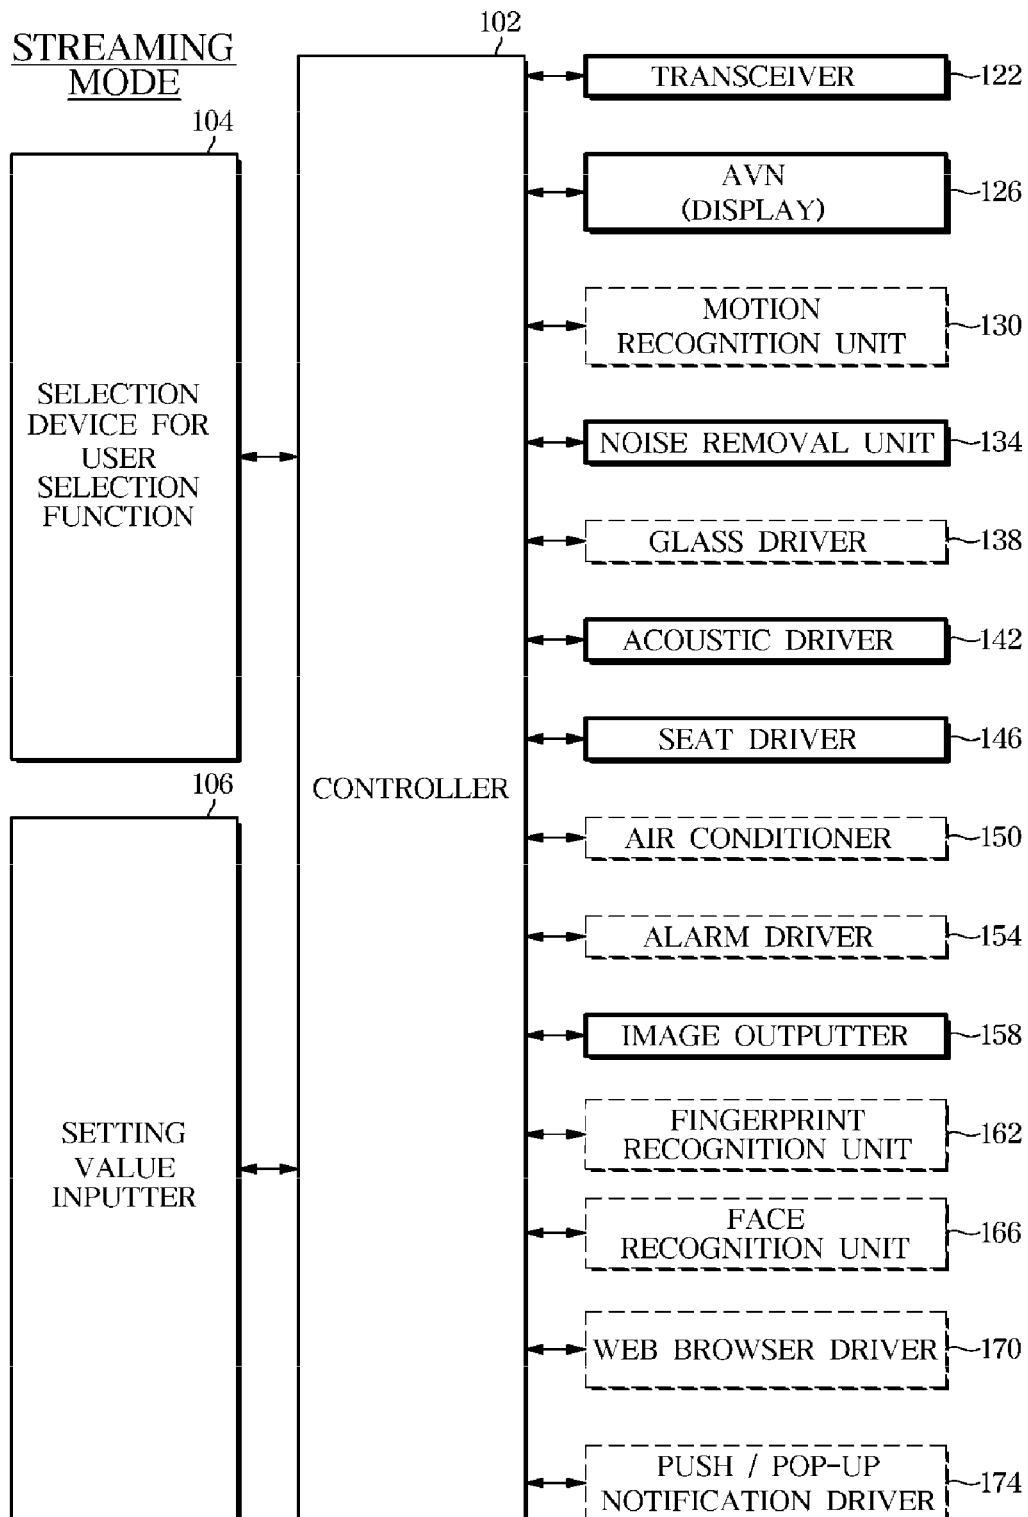 STREAMING
MODE
102
104
SELECTION
DEVICE FOR
USER
SELECTION
FUNCTION
106
SETTING
VALUE
INPUTTER
CONTROLLER
TRANSCEIVER
122
AVN
(DISPLAY)
126
MOTION
RECOGNITION UNIT
130
NOISE REMOVAL UNIT
134
GLASS DRIVER
138
ACOUSTIC DRIVER
142
SEAT DRIVER
146
AIR CONDITIONER
150
ALARM DRIVER
154
IMAGE OUTPUTTER
158
FINGERPRINT
RECOGNITION UNIT
162
FACE
RECOGNITION UNIT
166
WEB BROWSER DRIVER
170
PUSH / POP-UP
NOTIFICATION DRIVER
174